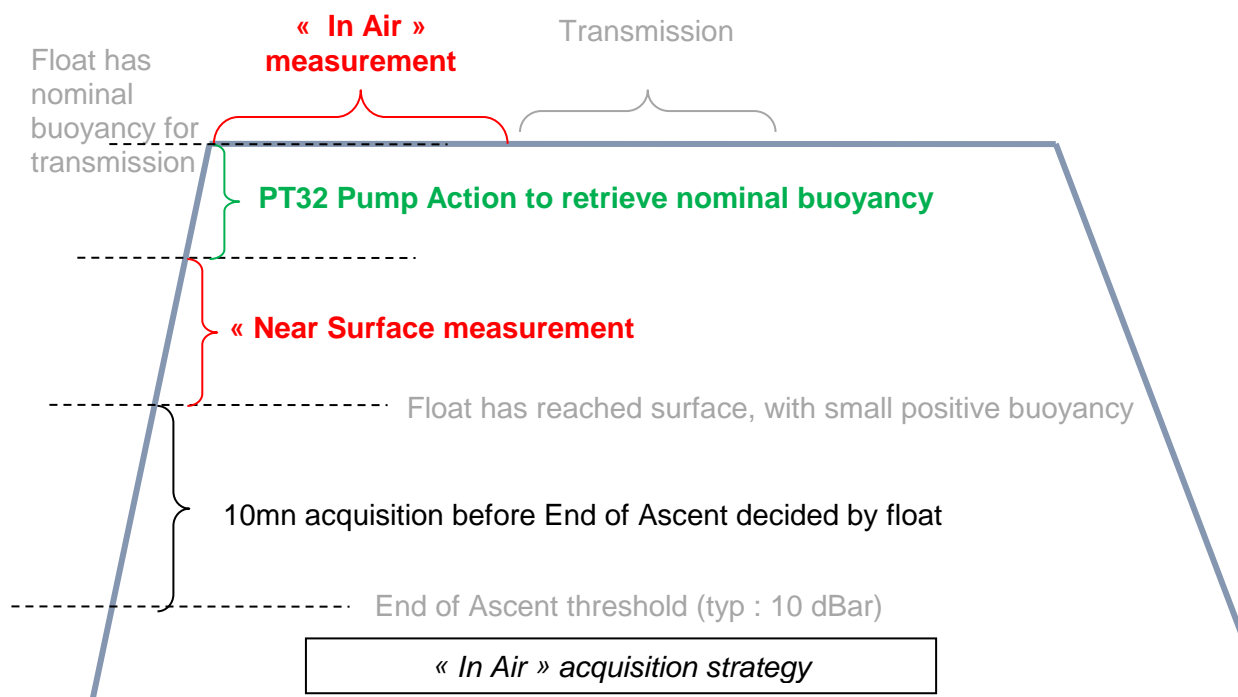 « In Air »
measurement
Transmission
Float has
nominal
buoyancy for
transmission
PT32 Pump Action to retrieve nominal buoyancy
« Near Surface measurement
Float has reached surface, with small positive buoyancy
10mn acquisition before End of Ascent decided by float
End of Ascent threshold (typ : 10 dBar)
« In Air » acquisition strategy